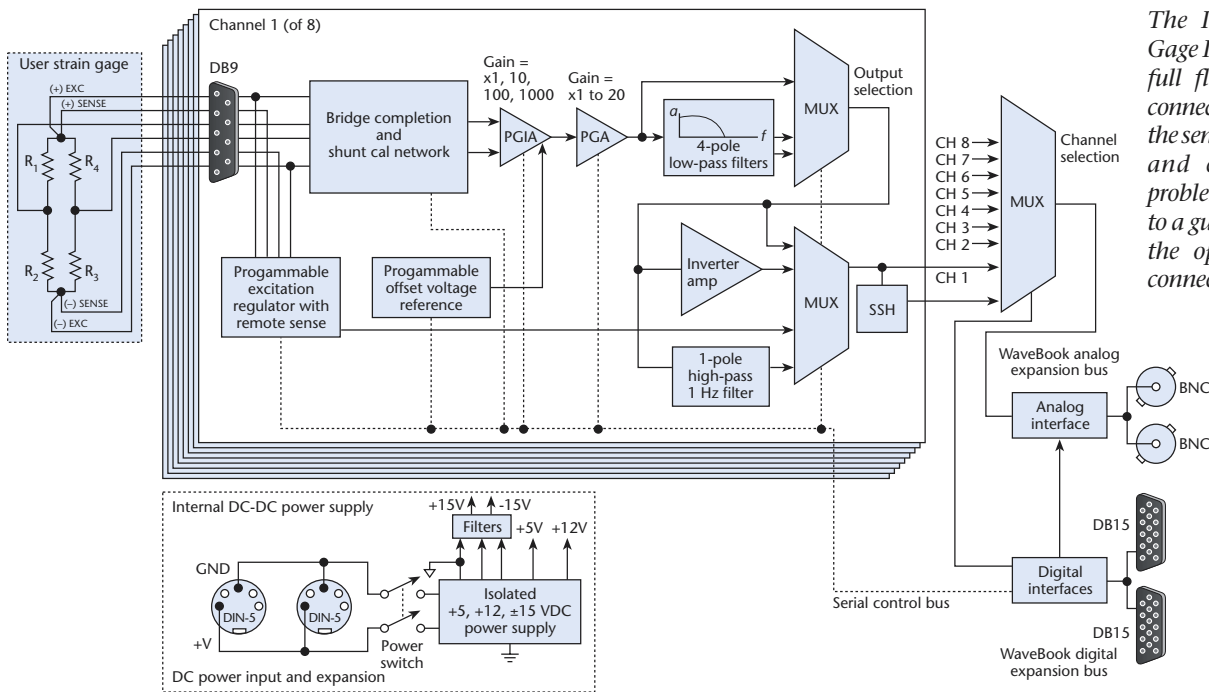 Channel 1 (of 8)
User strain gage
(+) EXC
(+) SENSE
R1
R4
R2
R3
(–) SENSE
(–) EXC
DB9
Bridge completion
and
shunt cal network
Gain =
x1, 10,
100, 1000
PGIA
Gain =
x1 to 20
PGA
a
f
4-pole
low-pass filters
MUX
Output
selection
Progammable
excitation
regulator with
remote sense
Progammable
offset voltage
reference
Inverter
amp
1-pole
high-pass
1 Hz filter
MUX
SSH
CH 8
CH 7
CH 6
CH 5
CH 4
CH 3
CH 2
CH 1
MUX
Channel
selection
WaveBook analog
expansion bus
Analog
interface
BNC
BNC
DB15
Digital
interfaces
DB15
WaveBook digital
expansion bus
Serial control bus
Internal DC-DC power supply
+15V
-15V
Filters
+5V
+12V
GND
DIN-5
DIN-5
+V
Power
switch
Isolated
+5, +12, ±15 VDC
power supply
DC power input and expansion
The
Gage
full
connec
the sen
and
proble
to a gu
the
connec